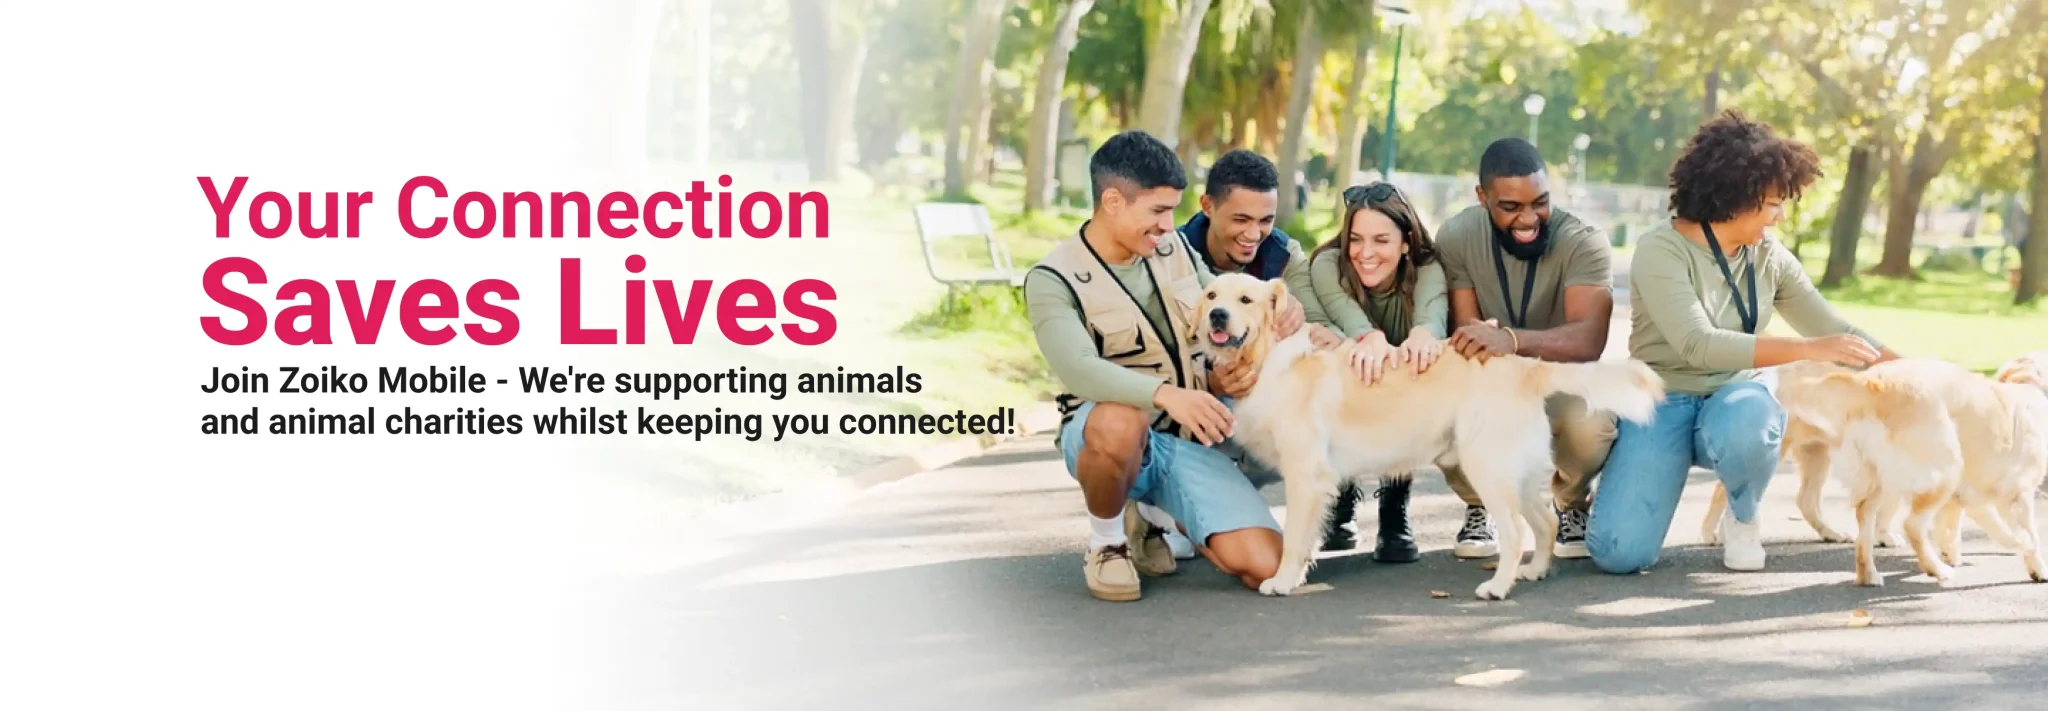 Your Connection
Saves Lives
Join Zoiko Mobile - We're supporting animals
and animal charities whilst keeping you connected!